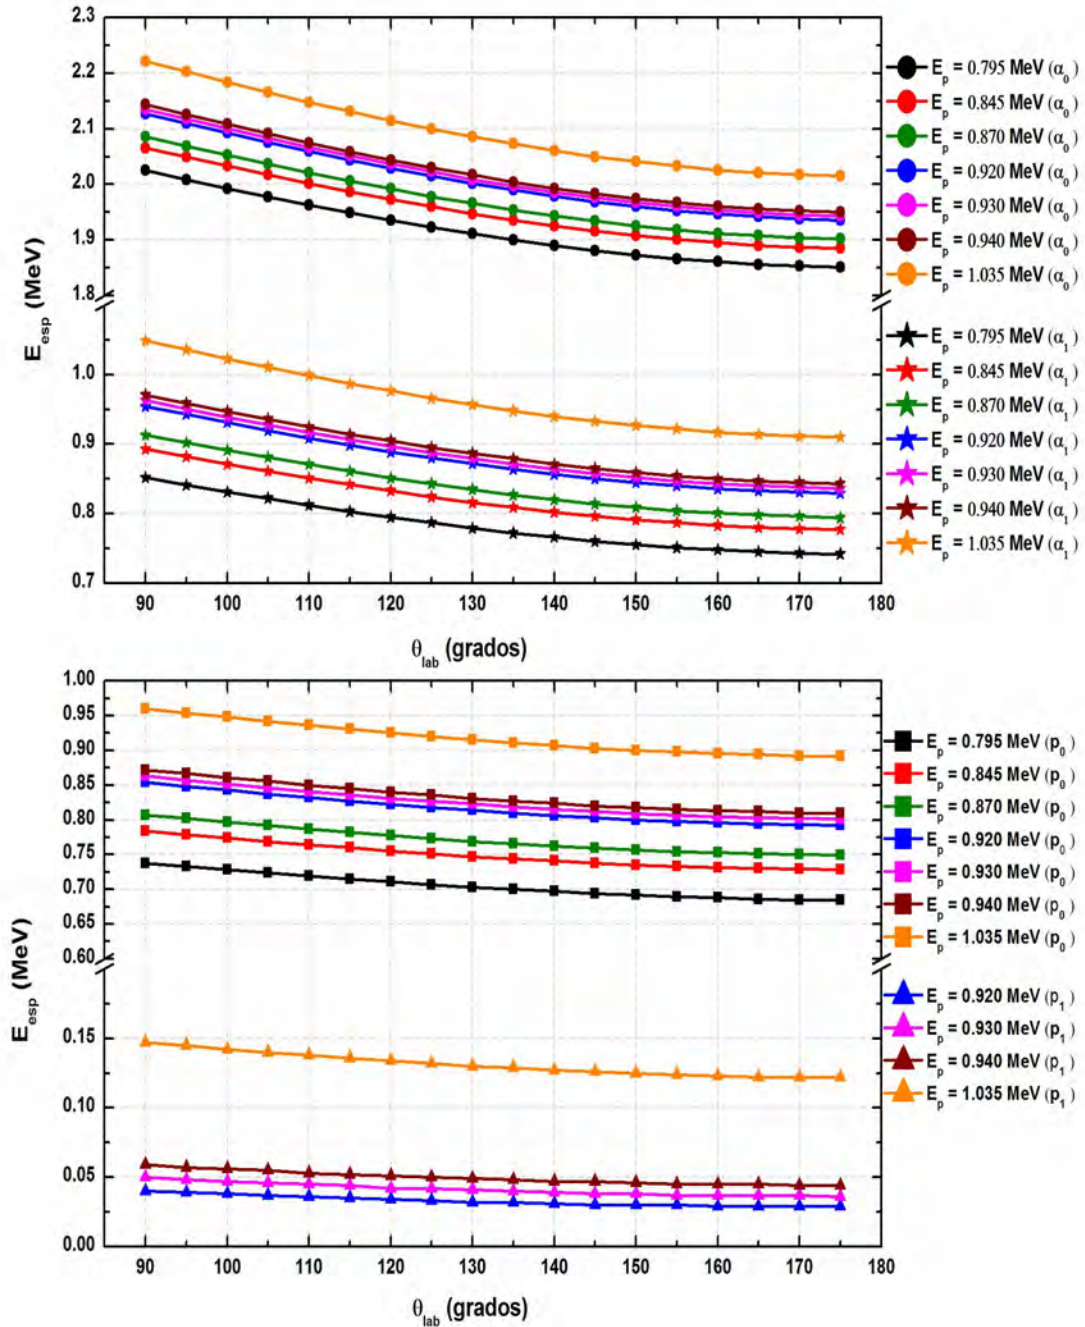 2.3
2.2
2.1
2.0
1.9
1.8
1.0
0.9
0.8
0.7
E_esp (MeV)
90 100 110 120 130 140 150 160 170 180
θ_lab (grados)
E_p = 0.795 MeV (α_0)
E_p = 0.845 MeV (α_0)
E_p = 0.870 MeV (α_0)
E_p = 0.920 MeV (α_0)
E_p = 0.930 MeV (α_0)
E_p = 0.940 MeV (α_0)
E_p = 1.035 MeV (α_0)
E_p = 0.795 MeV (α_1)
E_p = 0.845 MeV (α_1)
E_p = 0.870 MeV (α_1)
E_p = 0.920 MeV (α_1)
E_p = 0.930 MeV (α_1)
E_p = 0.940 MeV (α_1)
E_p = 1.035 MeV (α_1)
1.00
0.95
0.90
0.85
0.80
0.75
0.70
0.65
0.60
0.15
0.10
0.05
0.00
E_esp (MeV)
90 100 110 120 130 140 150 160 170 180
θ_lab (grados)
E_p = 0.795 MeV (p_0)
E_p = 0.845 MeV (p_0)
E_p = 0.870 MeV (p_0)
E_p = 0.920 MeV (p_0)
E_p = 0.930 MeV (p_0)
E_p = 0.940 MeV (p_0)
E_p = 1.035 MeV (p_0)
E_p = 0.920 MeV (p_1)
E_p = 0.930 MeV (p_1)
E_p = 0.940 MeV (p_1)
E_p = 1.035 MeV (p_1)